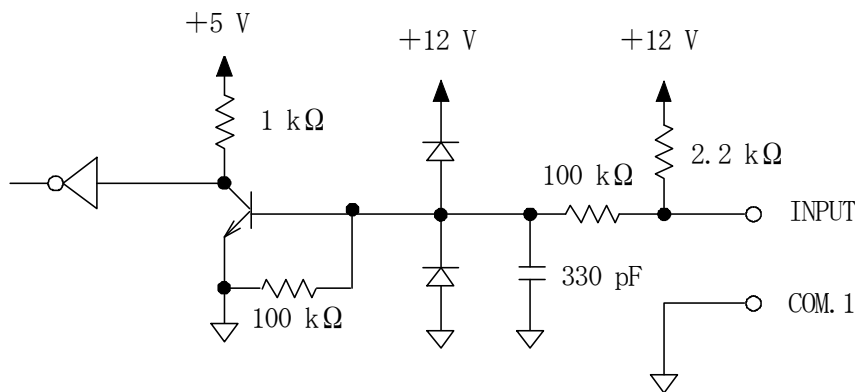 +5 V
+12 V
+12 V
1 kΩ
2.2 kΩ
100 kΩ
INPUT
330 pF
100 kΩ
COM.1